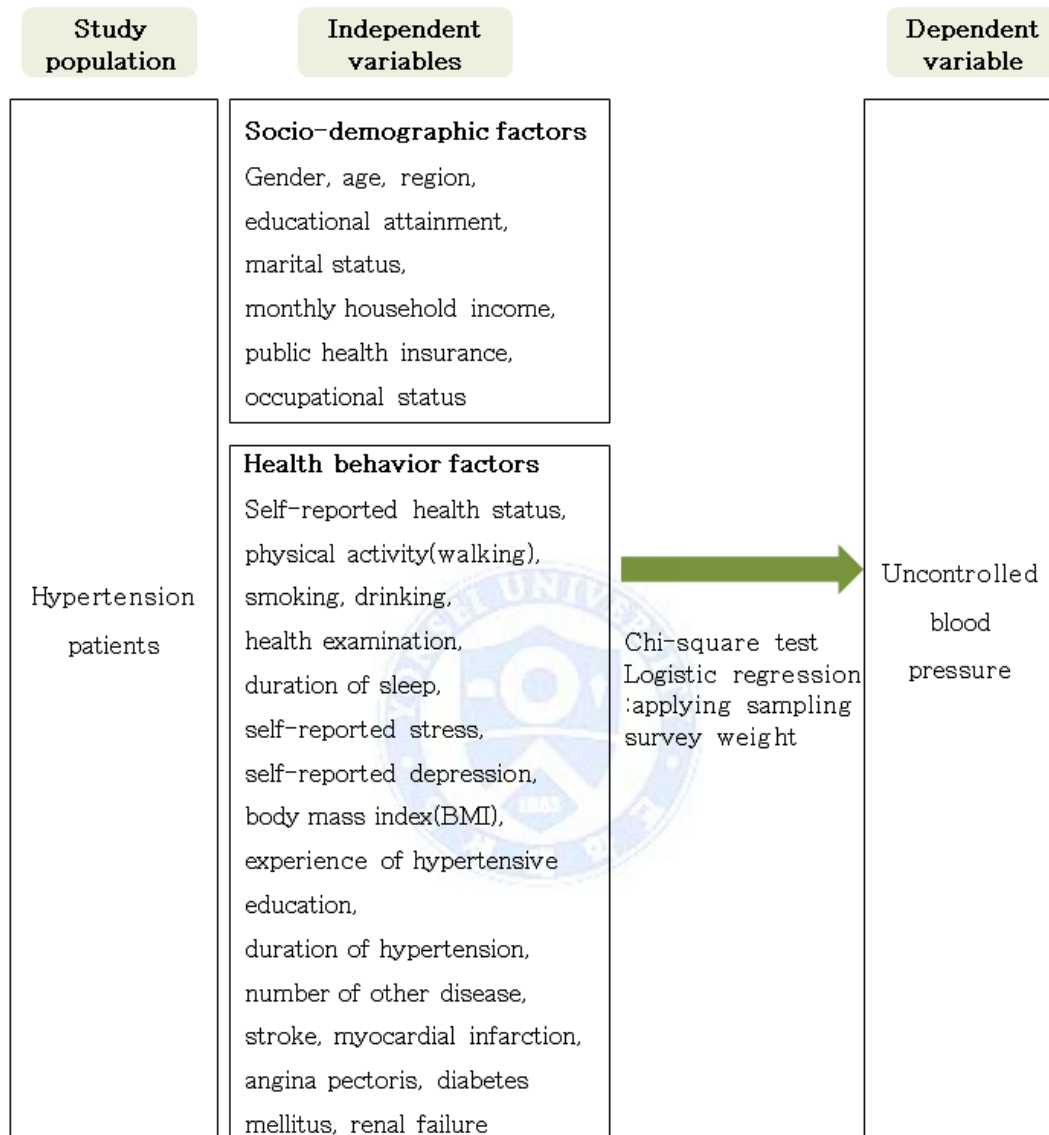 Study
population
Independent
variables
Dependent
variable
Hypertension
patients
Socio-demographic factors
Gender, age, region,
educational attainment,
marital status,
monthly household income,
public health insurance,
occupational status
Health behavior factors
Self-reported health status,
physical activity(walking),
smoking, drinking,
health examination,
duration of sleep,
self-reported stress,
self-reported depression,
body mass index(BMI),
experience of hypertensive
education,
duration of hypertension,
number of other disease,
stroke, myocardial infarction,
angina pectoris, diabetes
mellitus, renal failure
Chi-square test
Logistic regression
:applying sampling
survey weight
Uncontrolled
blood
pressure